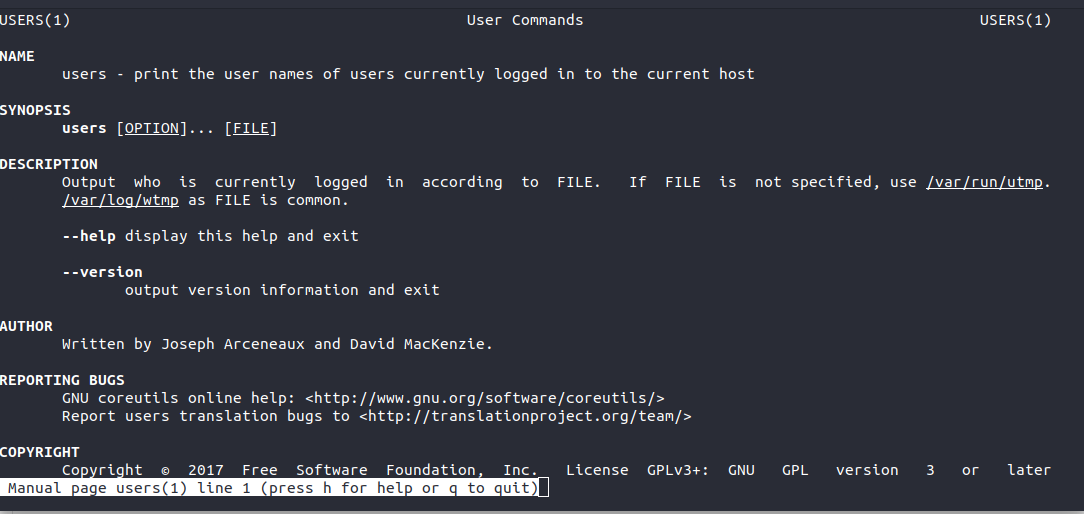 USERS(1) User Commands USERS(1)
NAME
users - print the user names of users currently logged in to the current host
SYNOPSIS
users [OPTION]... [FILE]
DESCRIPTION
Output who is currently logged in according to FILE. If FILE is not specified, use /var/run/utmp.
/var/log/wtmp as FILE is common.
--help display this help and exit
--version
output version information and exit
AUTHOR
Written by Joseph Arceneaux and David MacKenzie.
REPORTING BUGS
GNU coreutils online help: <http://www.gnu.org/software/coreutils/>
Report users translation bugs to <http://translationproject.org/team/>
COPYRIGHT
Copyright © 2017 Free Software Foundation, Inc. License GPLv3+: GNU GPL version 3 or later
Manual page users(1) line 1 (press h for help or q to quit)